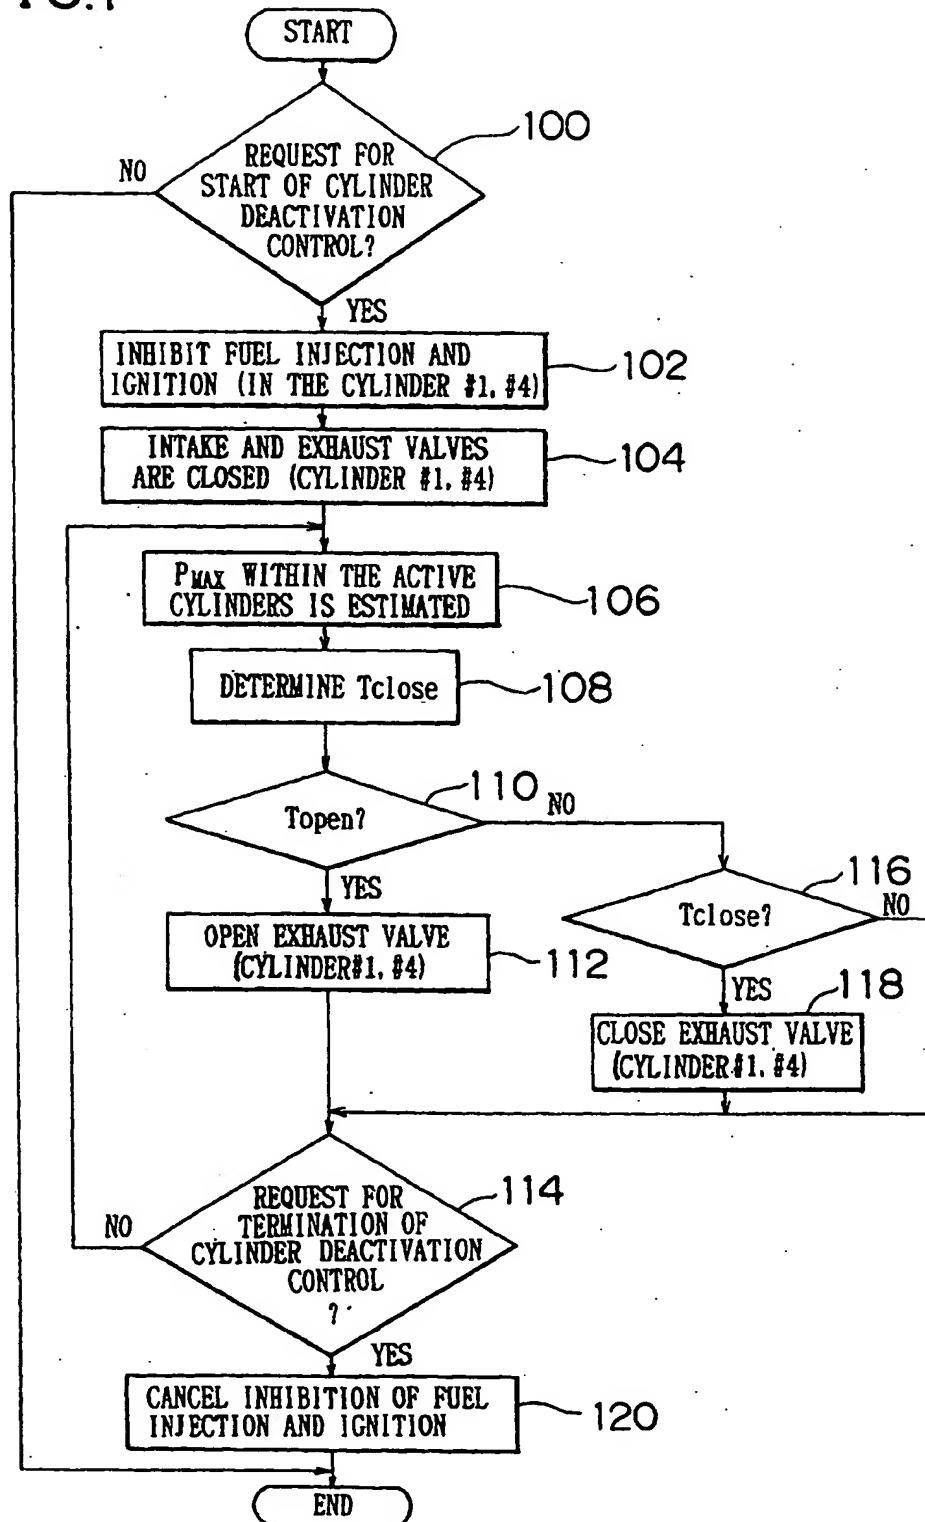 START
100
NO
REQUEST FOR
START OF CYLINDER
DEACTIVATION
CONTROL?
YES
INHIBIT FUEL INJECTION AND
IGNITION (IN THE CYLINDER #1, #4)
102
INTAKE AND EXHAUST VALVES
ARE CLOSED (CYLINDER #1, #4)
104
PMAX WITHIN THE ACTIVE
CYLINDERS IS ESTIMATED
106
DETERMINE Tclose
108
110
Topen?
NO
YES
116
Tclose?
NO
OPEN EXHAUST VALVE
(CYLINDER#1, #4)
112
YES
118
CLOSE EXHAUST VALVE
(CYLINDER#1, #4)
114
NO
REQUEST FOR
TERMINATION OF
CYLINDER DEACTIVATION
CONTROL
?
YES
CANCEL INHIBITION OF FUEL
INJECTION AND IGNITION
120
END